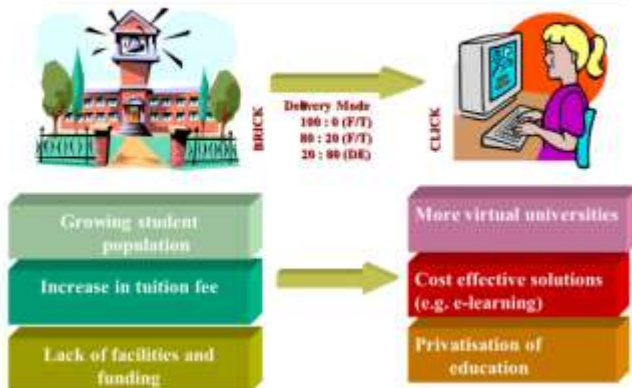 BRICK
Delivery Mode
100 : 0 (F/T)
80 : 20 (F/T)
20 : 80 (DE)
CLICK
Growing student
population
Increase in tuition fee
Lack of facilities and
funding
More virtual universities
Cost effective solutions
(e.g. e-learning)
Privatisation of
education